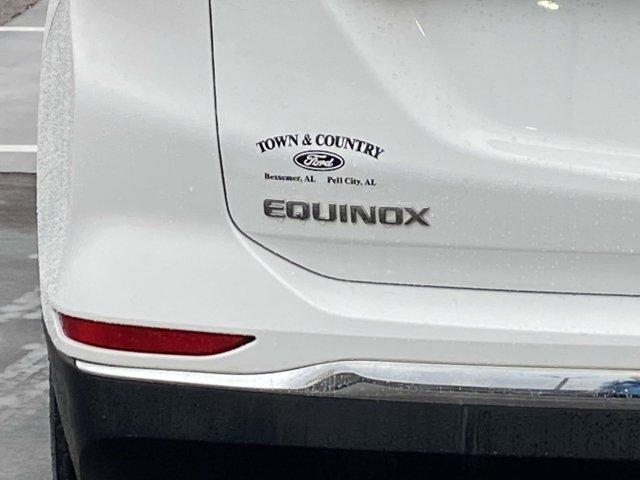 TOWN & COUNTRY
Ford
Bessemer, AL Pell City, AL
EQUINOX